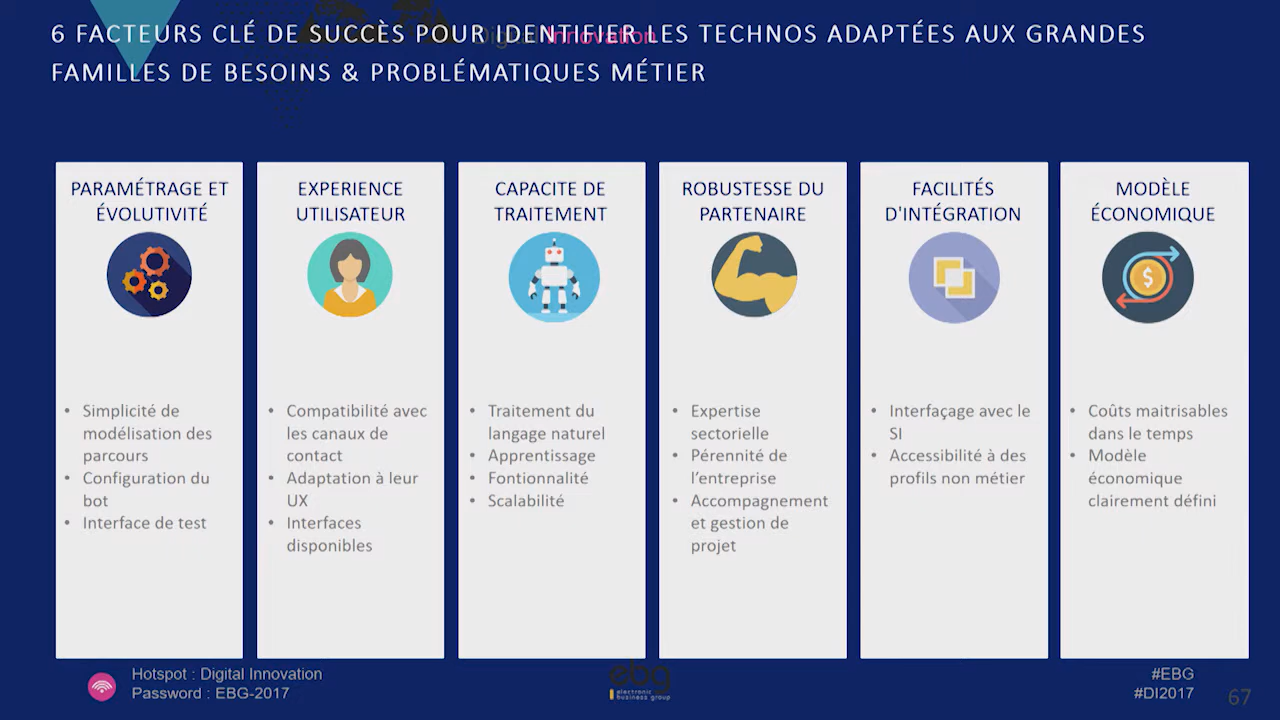 6 FACTEURS CLÉ DE SUCCÈS POUR IDENTIFIER LES TECHNOS ADAPTÉES AUX GRANDES
FAMILLES DE BESOINS & PROBLÉMATIQUES MÉTIER
Digital Innovation
PARAMÉTRAGE ET
ÉVOLUTIVITÉ
• Simplicité de
modélisation des
parcours
• Configuration du
bot
• Interface de test
EXPERIENCE
UTILISATEUR
• Compatibilité avec
les canaux de
contact
• Adaptation à leur
UX
• Interfaces
disponibles
CAPACITE DE
TRAITEMENT
• Traitement du
langage naturel
• Apprentissage
• Fontionnalité
• Scalabilité
ROBUSTESSE DU
PARTENAIRE
• Expertise
sectorielle
• Pérennité de
l’entreprise
• Accompagnement
et gestion de
projet
FACILITÉS
D'INTÉGRATION
• Interfaçage avec le
SI
• Accessibilité à des
profils non métier
MODÈLE
ÉCONOMIQUE
$
• Coûts maitrisables
dans le temps
• Modèle
économique
clairement défini
Hotspot : Digital Innovation
Password : EBG-2017
ebg
electronic
business group
#EBG
#DI2017
67